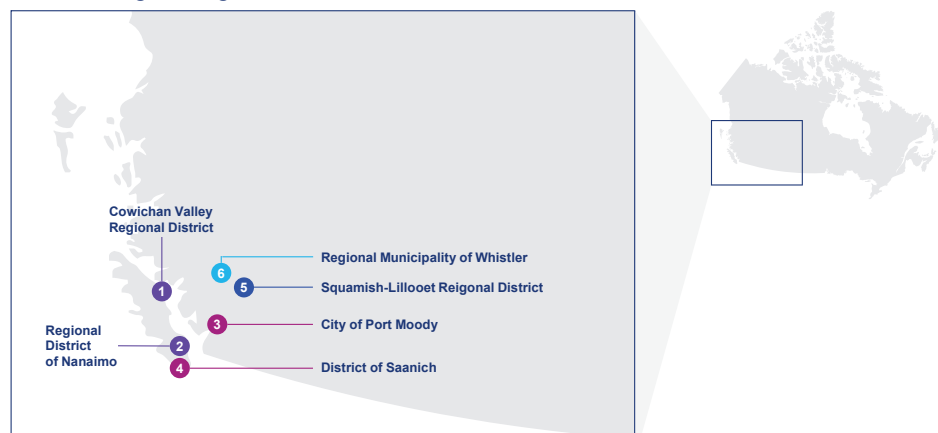 Cowichan Valley
Regional District
Regional Municipality of Whistler
6
Squamish-Lillooet Reigonal District
5
1
City of Port Moody
3
Regional
District
of Nanaimo
2
District of Saanich
4